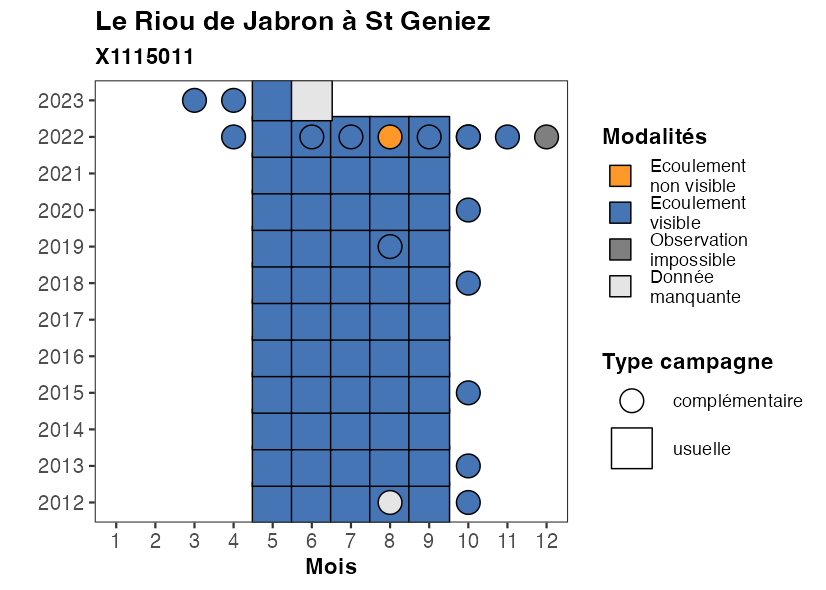 Le Riou de Jabron à St Geniez
X1115011
2023
2022
2021
2020
2019
2018
2017
2016
2015
2014
2013
2012
1 2 3 4 5 6 7 8 9 10 11 12
Mois
Modalités
Ecoulement
non visible
Ecoulement
visible
Observation
impossible
Donnée
manquante
Type campagne
complémentaire
usuelle